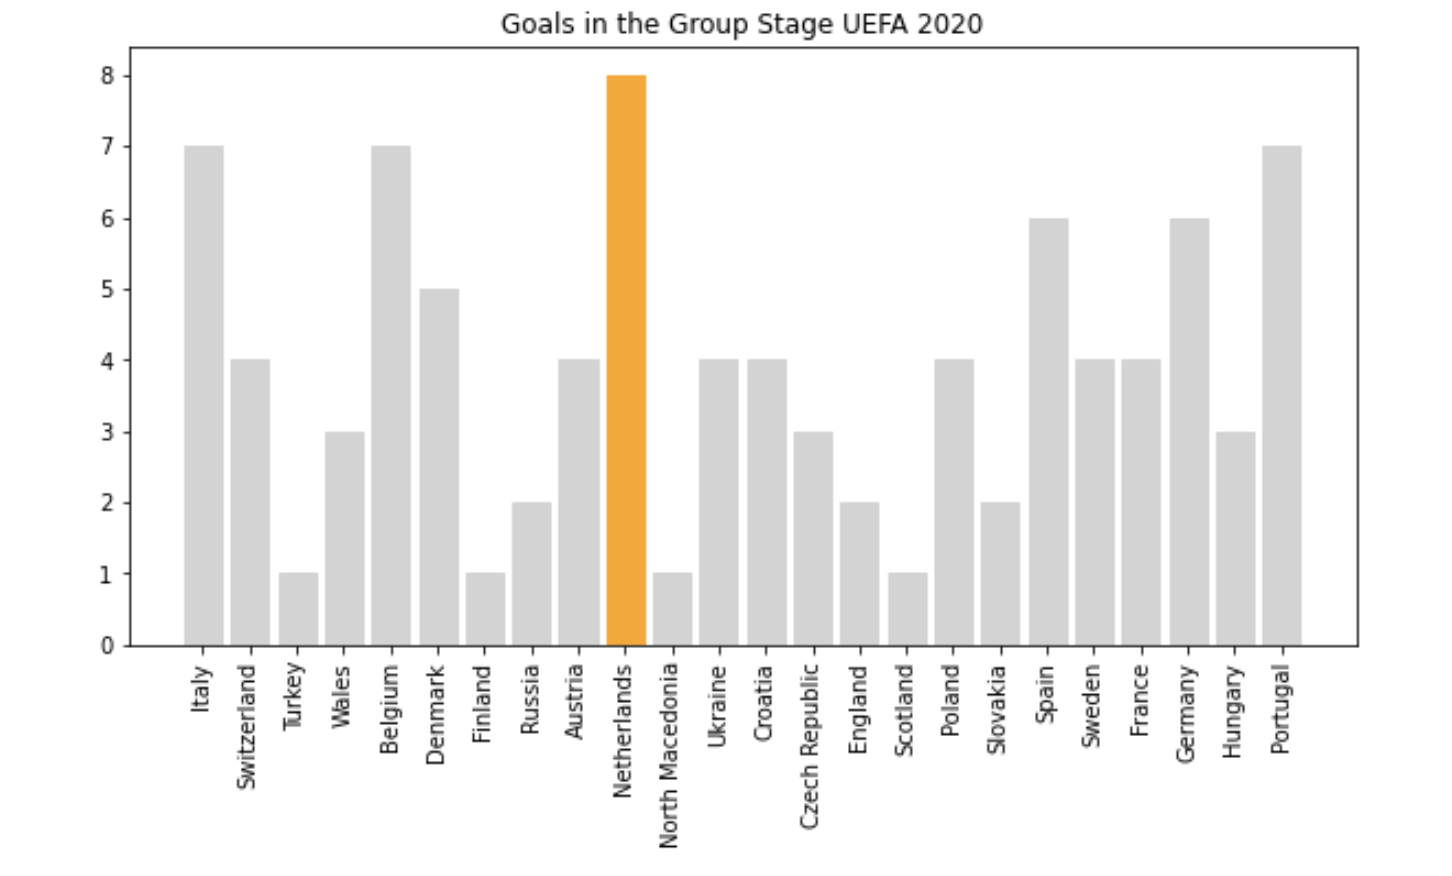 Goals in the Group Stage UEFA 2020
8
7
6
5
4
3
2
1
0
Italy
Switzerland
Turkey
Wales
Belgium
Denmark
Finland
Russia
Austria
Netherlands
North Macedonia
Ukraine
Croatia
Czech Republic
England
Scotland
Poland
Slovakia
Spain
Sweden
France
Germany
Hungary
Portugal